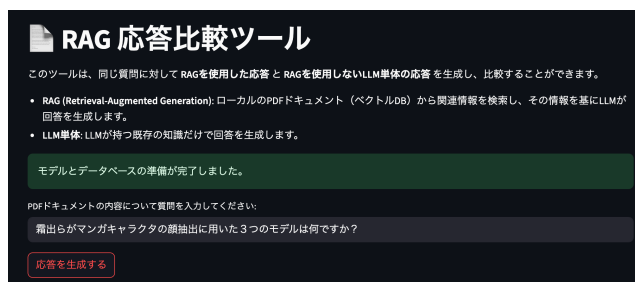 📄 RAG 応答比較ツール
このツールは、同じ質問に対して RAGを使用した応答 と RAGを使用しないLLM単体の応答 を生成し、比較することができます。
• RAG (Retrieval-Augmented Generation): ローカルのPDFドキュメント（ベクトルDB）から関連情報を検索し、その情報を基にLLMが
回答を生成します。
• LLM単体: LLMが持つ既存の知識だけで回答を生成します。
モデルとデータベースの準備が完了しました。
PDFドキュメントの内容について質問を入力してください:
霜出らがマンガキャラクタの顔抽出に用いた３つのモデルは何ですか？
応答を生成する